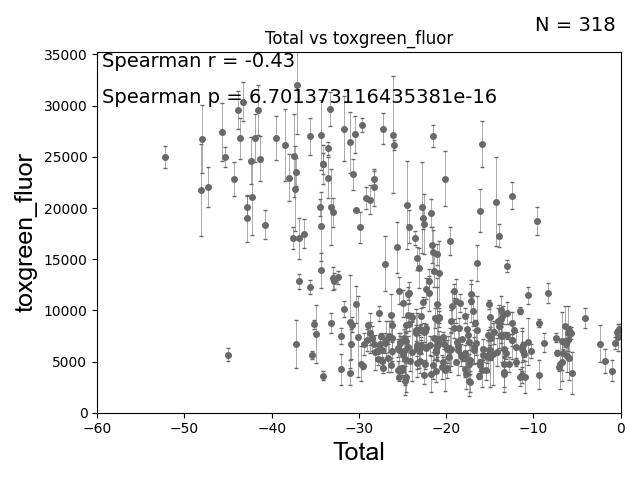 N = 318
Total vs toxgreen_fluor
Spearman r = -0.43
Spearman p = 6.701373116435381e-16
35000
30000
25000
20000
15000
10000
5000
0
toxgreen_fluor
−60 −50 −40 −30 −20 −10 0
Total